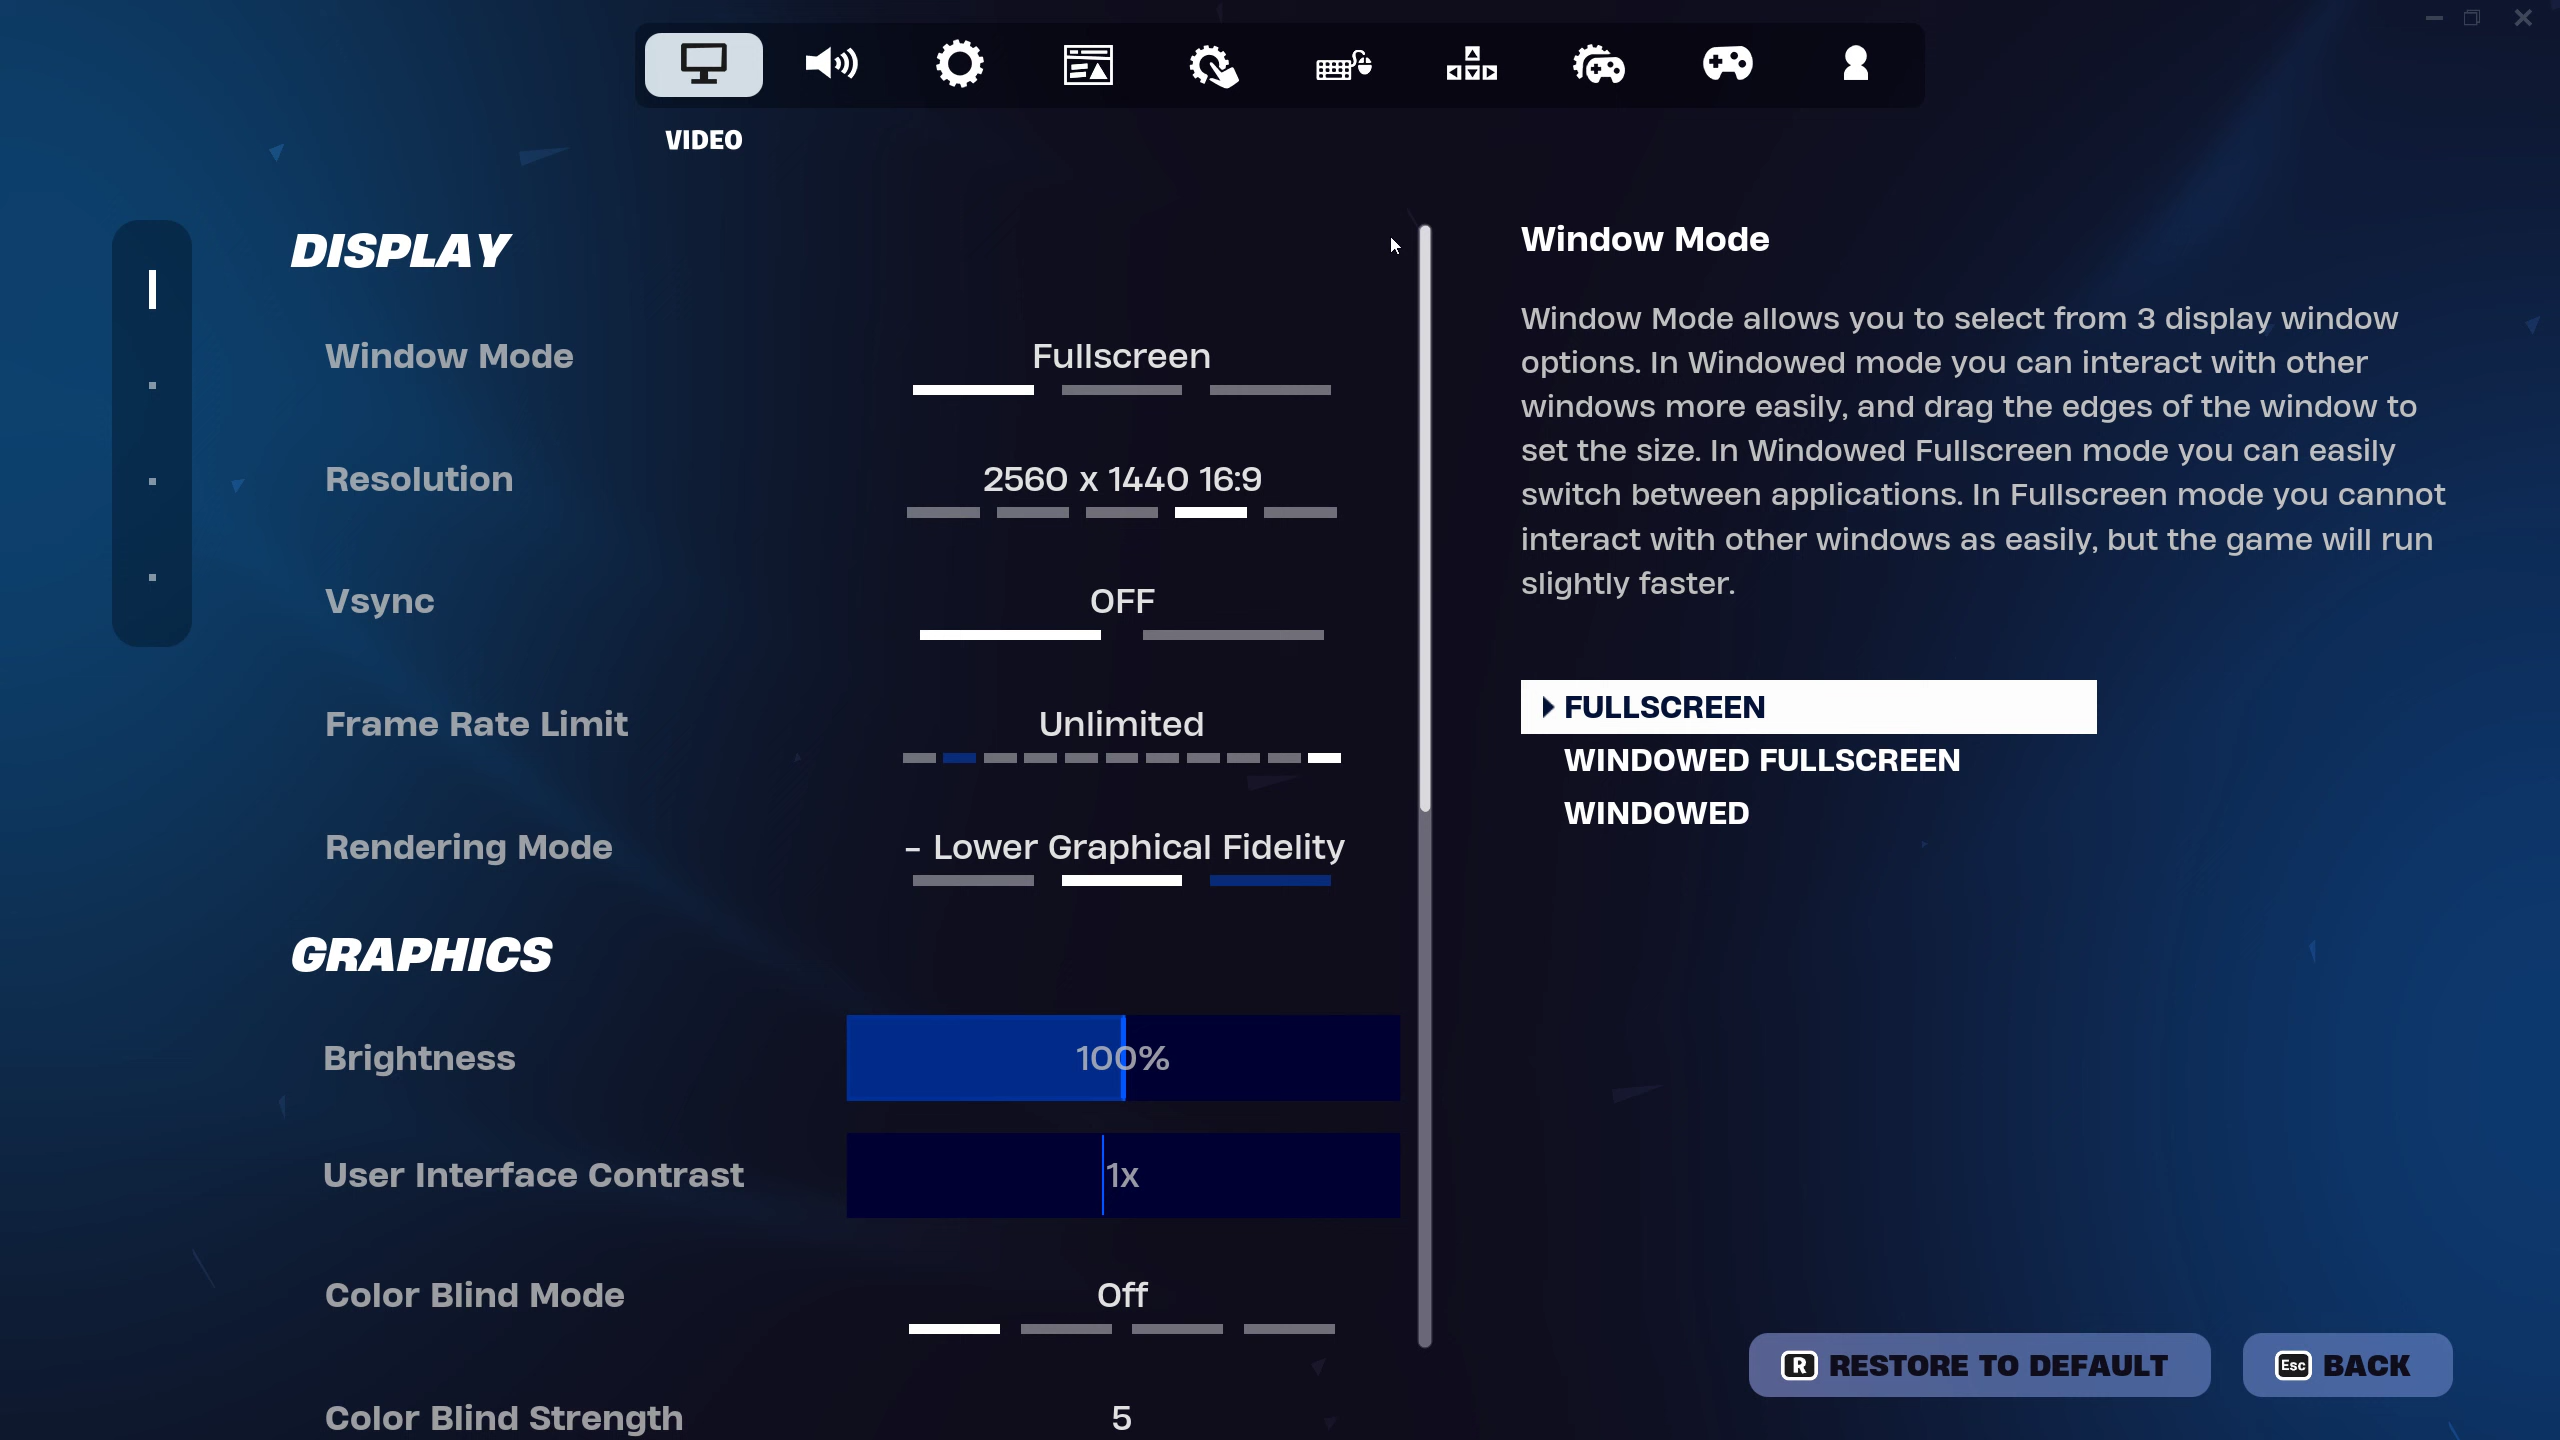 VIDEO
DISPLAY
Window Mode
Fullscreen
Resolution
2560 x 1440 16:9
Vsync
OFF
Frame Rate Limit
Unlimited
Rendering Mode
- Lower Graphical Fidelity
GRAPHICS
Brightness
100%
User Interface Contrast
1x
Color Blind Mode
Off
Color Blind Strength
5
Window Mode
Window Mode allows you to select from 3 display window
options. In Windowed mode you can interact with other
windows more easily, and drag the edges of the window to
set the size. In Windowed Fullscreen mode you can easily
switch between applications. In Fullscreen mode you cannot
interact with other windows as easily, but the game will run
slightly faster.
FULLSCREEN
WINDOWED FULLSCREEN
WINDOWED
R RESTORE TO DEFAULT
Esc BACK